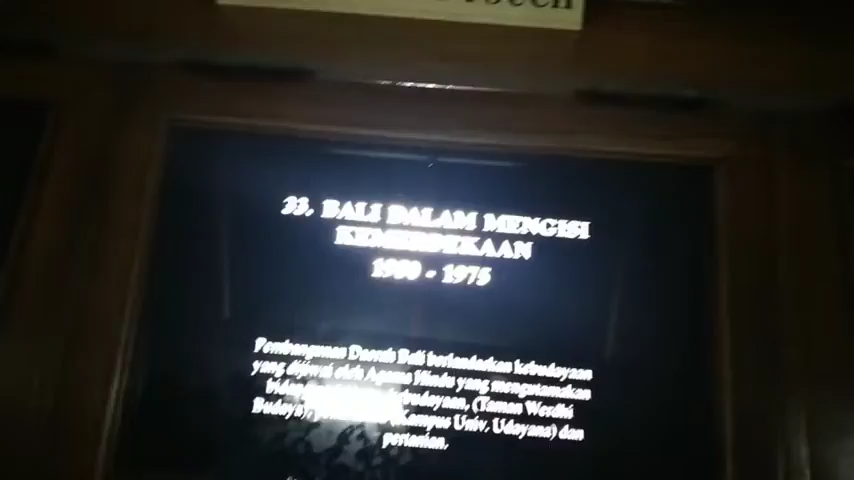 33. BALI DALAM MENGISI
KEMERDEKAAN
1950 - 1975
Pembangunan Daerah Bali berlandaskan kebudayaan
yang dijiwai oleh Agama Hindu yang mengutamakan
kebudayaan, (Taman Werdhi
Budaya), (Kampus Univ. Udayana) dan
pertanian.